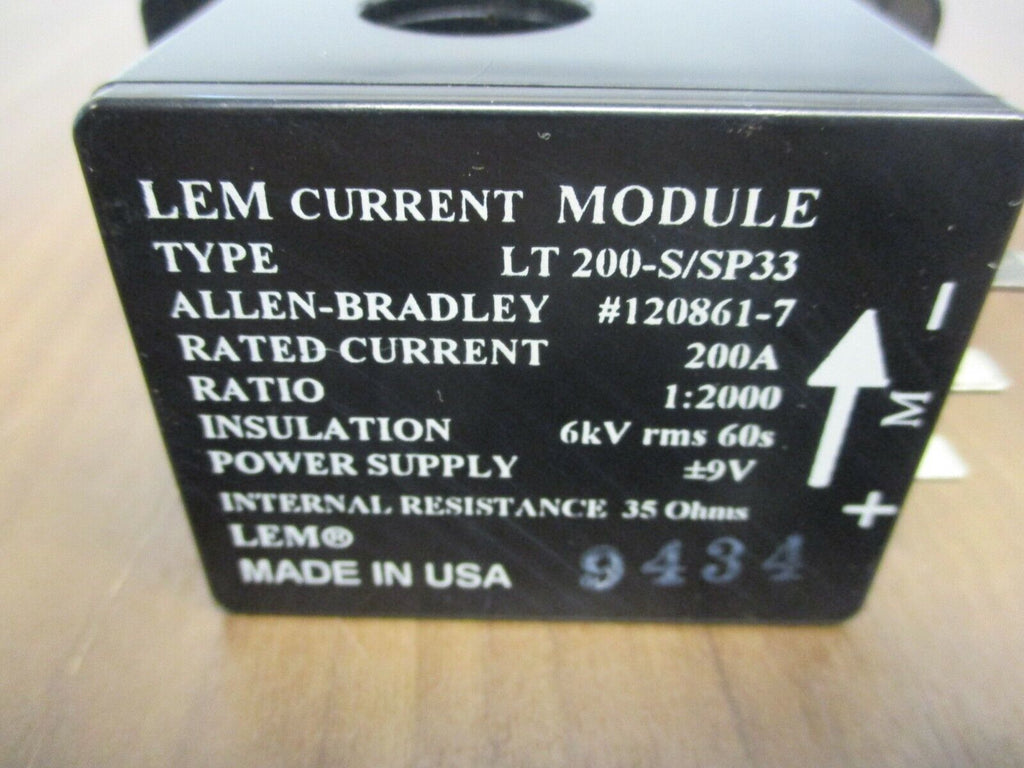 LEM CURRENT MODULE
TYPE LT 200-S/SP33
ALLEN-BRADLEY #120861-7
RATED CURRENT 200A
RATIO 1:2000
INSULATION 6kV rms 60s
POWER SUPPLY ±9V
INTERNAL RESISTANCE 35 Ohms
LEM®
MADE IN USA 9434
-
M
+